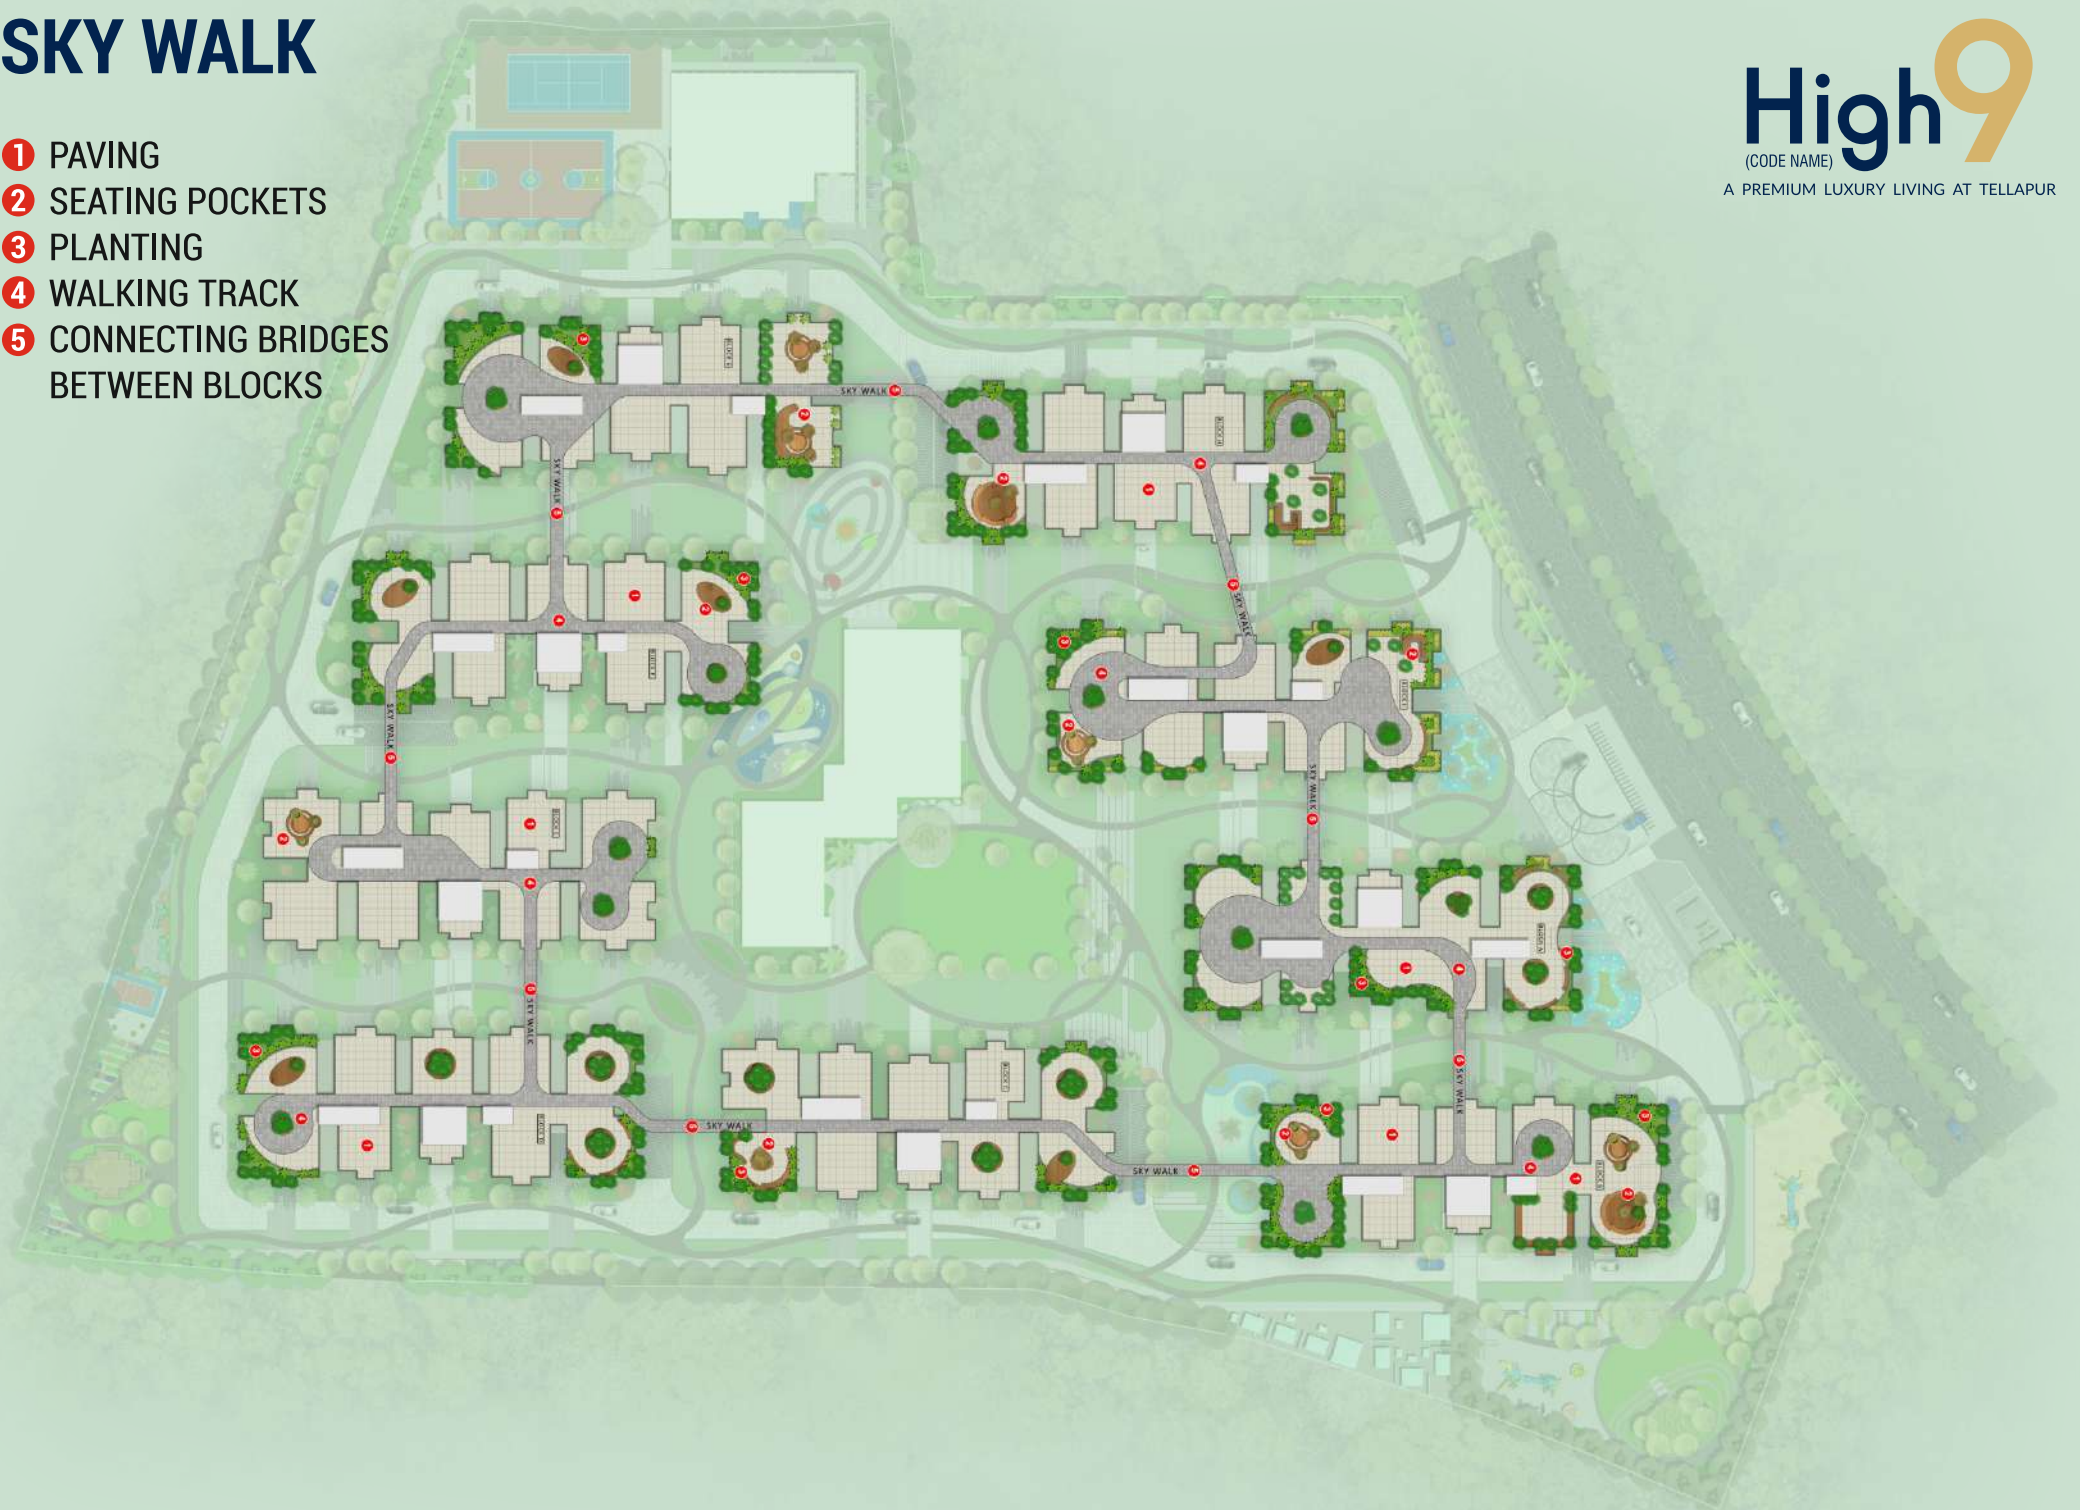 SKY WALK
1 PAVING
2 SEATING POCKETS
3 PLANTING
4 WALKING TRACK
5 CONNECTING BRIDGES
BETWEEN BLOCKS
High9
(CODE NAME)
A PREMIUM LUXURY LIVING AT TELLAPUR
SKY WALK
SKY WALK
SKY WALK
SKY WALK
SKY WALK
SKY WALK
SKY WALK
SKY WALK
SKY WALK